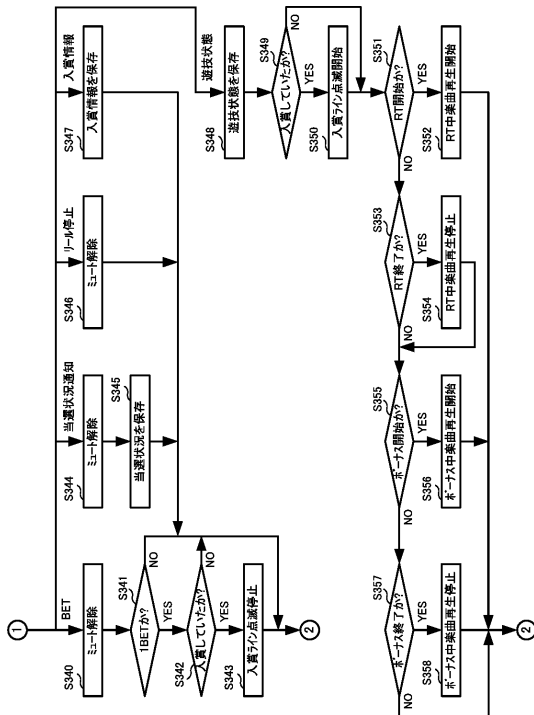 1
BET
S340
ミュート解除
S341
1BETか?
NO
YES
S342
入賞していたか?
NO
YES
S343
入賞ライン点滅停止
2
当選状況通知
S344
ミュート解除
S345
当選状況を保存
リール停止
S346
ミュート解除
入賞情報
S347
入賞情報を保存
遊技状態
S348
遊技状態を保存
S349
入賞していたか?
NO
YES
S350
入賞ライン点滅開始
S351
RT開始か?
NO
YES
S352
RT中楽曲再生開始
S353
RT終了か?
NO
YES
S354
RT中楽曲再生停止
S355
ボーナス開始か?
NO
YES
S356
ボーナス中楽曲再生開始
S357
ボーナス終了か?
NO
YES
S358
ボーナス中楽曲再生停止
2